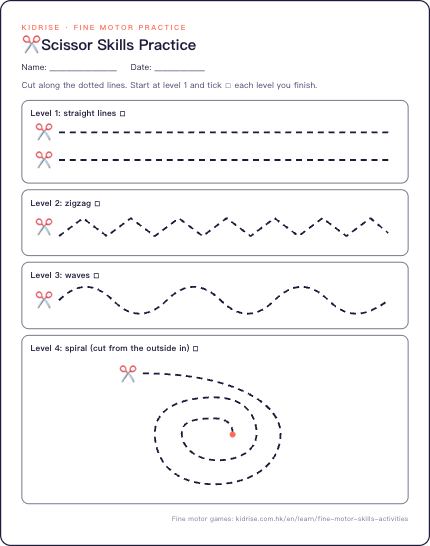 KIDRISE · FINE MOTOR PRACTICE
Scissor Skills Practice
Name: ________________ Date: ____________
Cut along the dotted lines. Start at level 1 and tick □ each level you finish.
Level 1: straight lines □
Level 2: zigzag □
Level 3: waves □
Level 4: spiral (cut from the outside in) □
Fine motor games: kidrise.com.hk/en/learn/fine-motor-skills-activities